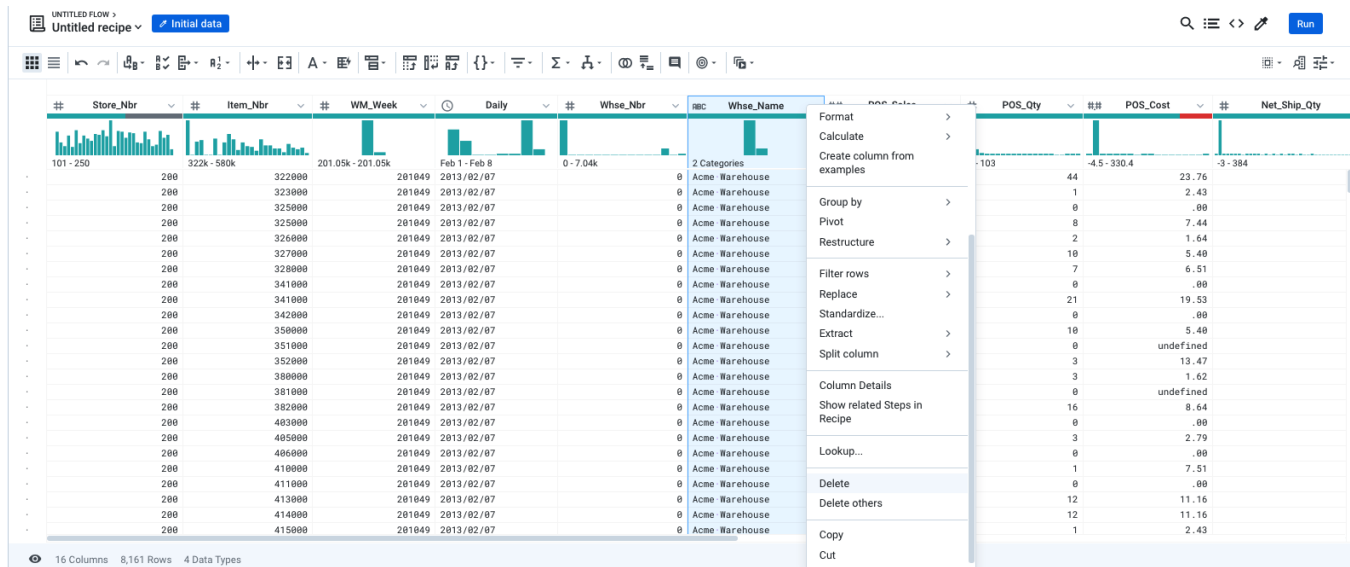 UNTITLED FLOW >
Untitled recipe
Initial data
Run
# Store_Nbr # Item_Nbr # WM_Week Daily # Whse_Nbr ABC Whse_Name #.# POS_Sales # POS_Qty #.# POS_Cost # Net_Ship_Qty
101 - 250 322k - 580k 201.05k - 201.05k Feb 1 - Feb 8 0 - 7.04k 2 Categories - 103 -4.5 - 330.4 -3 - 384
200 322000 201049 2013/02/07 0 Acme·Warehouse 44 23.76
200 323000 201049 2013/02/07 0 Acme·Warehouse 1 2.43
200 325000 201049 2013/02/07 0 Acme·Warehouse 0 .00
200 325000 201049 2013/02/07 0 Acme·Warehouse 8 7.44
200 326000 201049 2013/02/07 0 Acme·Warehouse 2 1.64
200 327000 201049 2013/02/07 0 Acme·Warehouse 10 5.40
200 328000 201049 2013/02/07 0 Acme·Warehouse 7 6.51
200 341000 201049 2013/02/07 0 Acme·Warehouse 0 .00
200 341000 201049 2013/02/07 0 Acme·Warehouse 21 19.53
200 342000 201049 2013/02/07 0 Acme·Warehouse 0 .00
200 350000 201049 2013/02/07 0 Acme·Warehouse 10 5.40
200 351000 201049 2013/02/07 0 Acme·Warehouse 0 undefined
200 352000 201049 2013/02/07 0 Acme·Warehouse 3 13.47
200 380000 201049 2013/02/07 0 Acme·Warehouse 3 1.62
200 381000 201049 2013/02/07 0 Acme·Warehouse 0 undefined
200 382000 201049 2013/02/07 0 Acme·Warehouse 16 8.64
200 403000 201049 2013/02/07 0 Acme·Warehouse 0 .00
200 405000 201049 2013/02/07 0 Acme·Warehouse 3 2.79
200 406000 201049 2013/02/07 0 Acme·Warehouse 0 .00
200 410000 201049 2013/02/07 0 Acme·Warehouse 1 7.51
200 411000 201049 2013/02/07 0 Acme·Warehouse 0 .00
200 413000 201049 2013/02/07 0 Acme·Warehouse 12 11.16
200 414000 201049 2013/02/07 0 Acme·Warehouse 12 11.16
200 415000 201049 2013/02/07 0 Acme·Warehouse 1 2.43
Format
Calculate
Create column from
examples
Group by
Pivot
Restructure
Filter rows
Replace
Standardize...
Extract
Split column
Column Details
Show related Steps in
Recipe
Lookup...
Delete
Delete others
Copy
Cut
16 Columns 8,161 Rows 4 Data Types